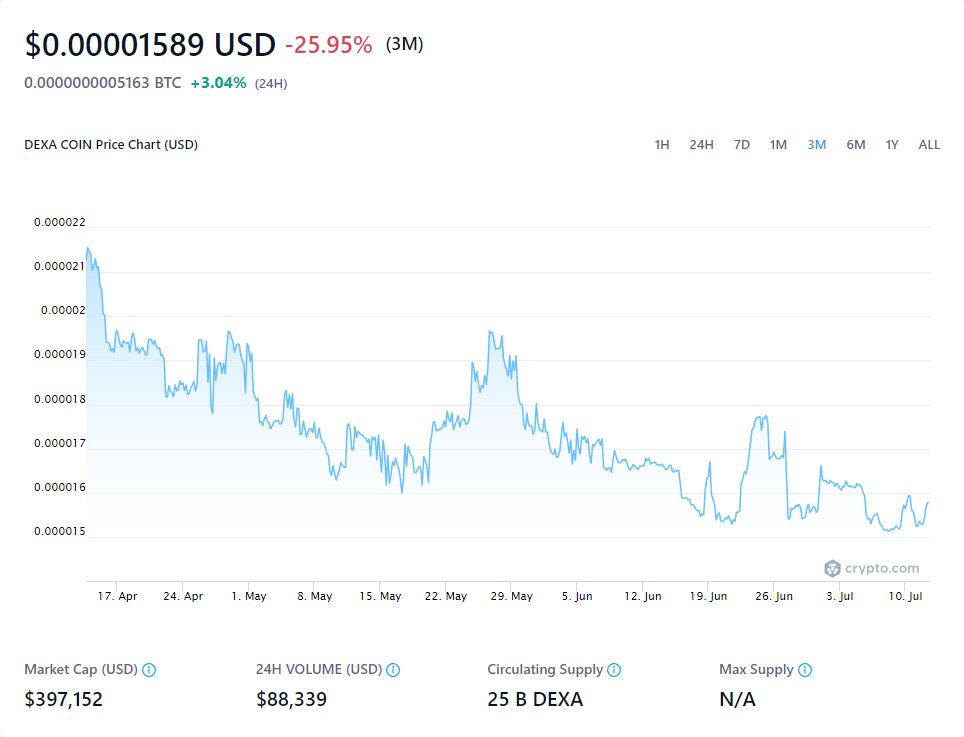 $0.00001589 USD -25.95% (3M)
0.0000000005163 BTC +3.04% (24H)
DEXA COIN Price Chart (USD) 1H 24H 7D 1M 3M 6M 1Y ALL
0.000022
0.000021
0.00002
0.000019
0.000018
0.000017
0.000016
0.000015
crypto.com
17. Apr 24. Apr 1. May 8. May 15. May 22. May 29. May 5. Jun 12. Jun 19. Jun 26. Jun 3. Jul 10. Jul
Market Cap (USD) 24H VOLUME (USD) Circulating Supply Max Supply
$397,152 $88,339 25 B DEXA N/A